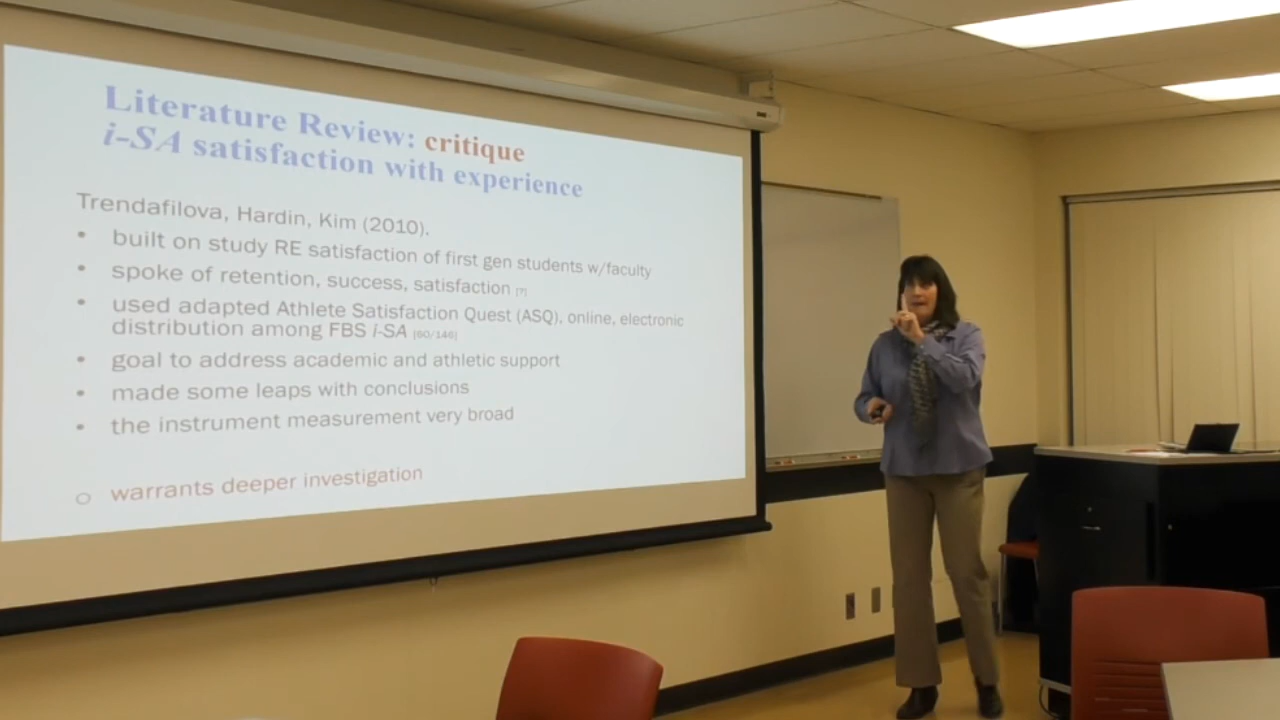 Literature Review: critique
i-SA satisfaction with experience
Trendafilova, Hardin, Kim (2010).
• built on study RE satisfaction of first gen students w/faculty
• spoke of retention, success, satisfaction [?]
• used adapted Athlete Satisfaction Quest (ASQ), online, electronic
distribution among FBS i-SA [60/146]
• goal to address academic and athletic support
• made some leaps with conclusions
• the instrument measurement very broad
○ warrants deeper investigation